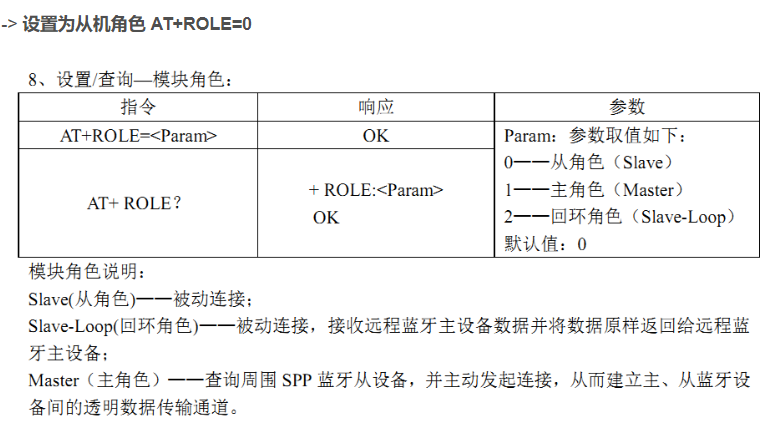 -> 设置为从机角色 AT+ROLE=0
8、设置/查询—模块角色：
指令 响应 参数
AT+ROLE=<Param> OK Param：参数取值如下：
0——从角色（Slave）
AT+ ROLE？ + ROLE:<Param> 1——主角色（Master）
OK 2——回环角色（Slave-Loop）
默认值：0
模块角色说明：
Slave(从角色)——被动连接；
Slave-Loop(回环角色)——被动连接，接收远程蓝牙主设备数据并将数据原样返回给远程蓝
牙主设备；
Master（主角色）——查询周围 SPP 蓝牙从设备，并主动发起连接，从而建立主、从蓝牙设
备间的透明数据传输通道。